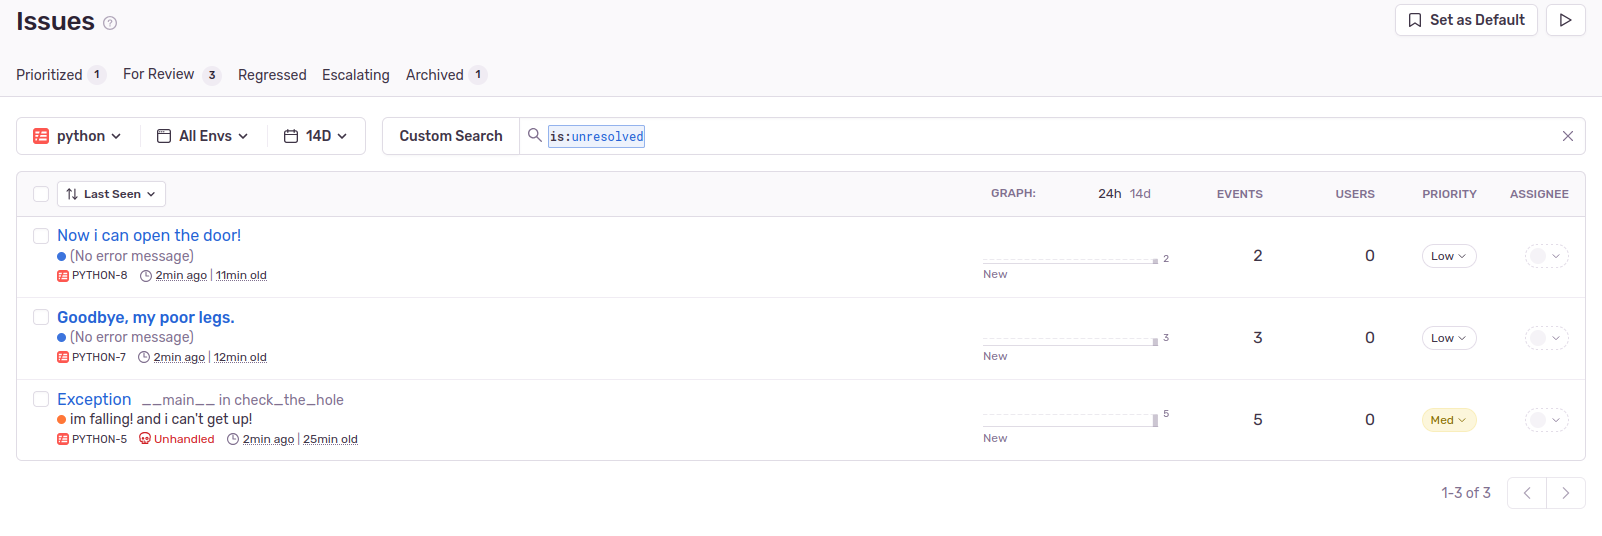 Issues ?
Set as Default
Prioritized 1 For Review 3 Regressed Escalating Archived 1
python All Envs 14D Custom Search is:unresolved
Last Seen GRAPH: 24h 14d EVENTS USERS PRIORITY ASSIGNEE
Now i can open the door!
(No error message)
PYTHON-8 2min ago | 11min old
2
New
2 0 Low
Goodbye, my poor legs.
(No error message)
PYTHON-7 2min ago | 12min old
3
New
3 0 Low
Exception __main__ in check_the_hole
im falling! and i can't get up!
PYTHON-5 Unhandled 2min ago | 25min old
5
New
5 0 Med
1-3 of 3